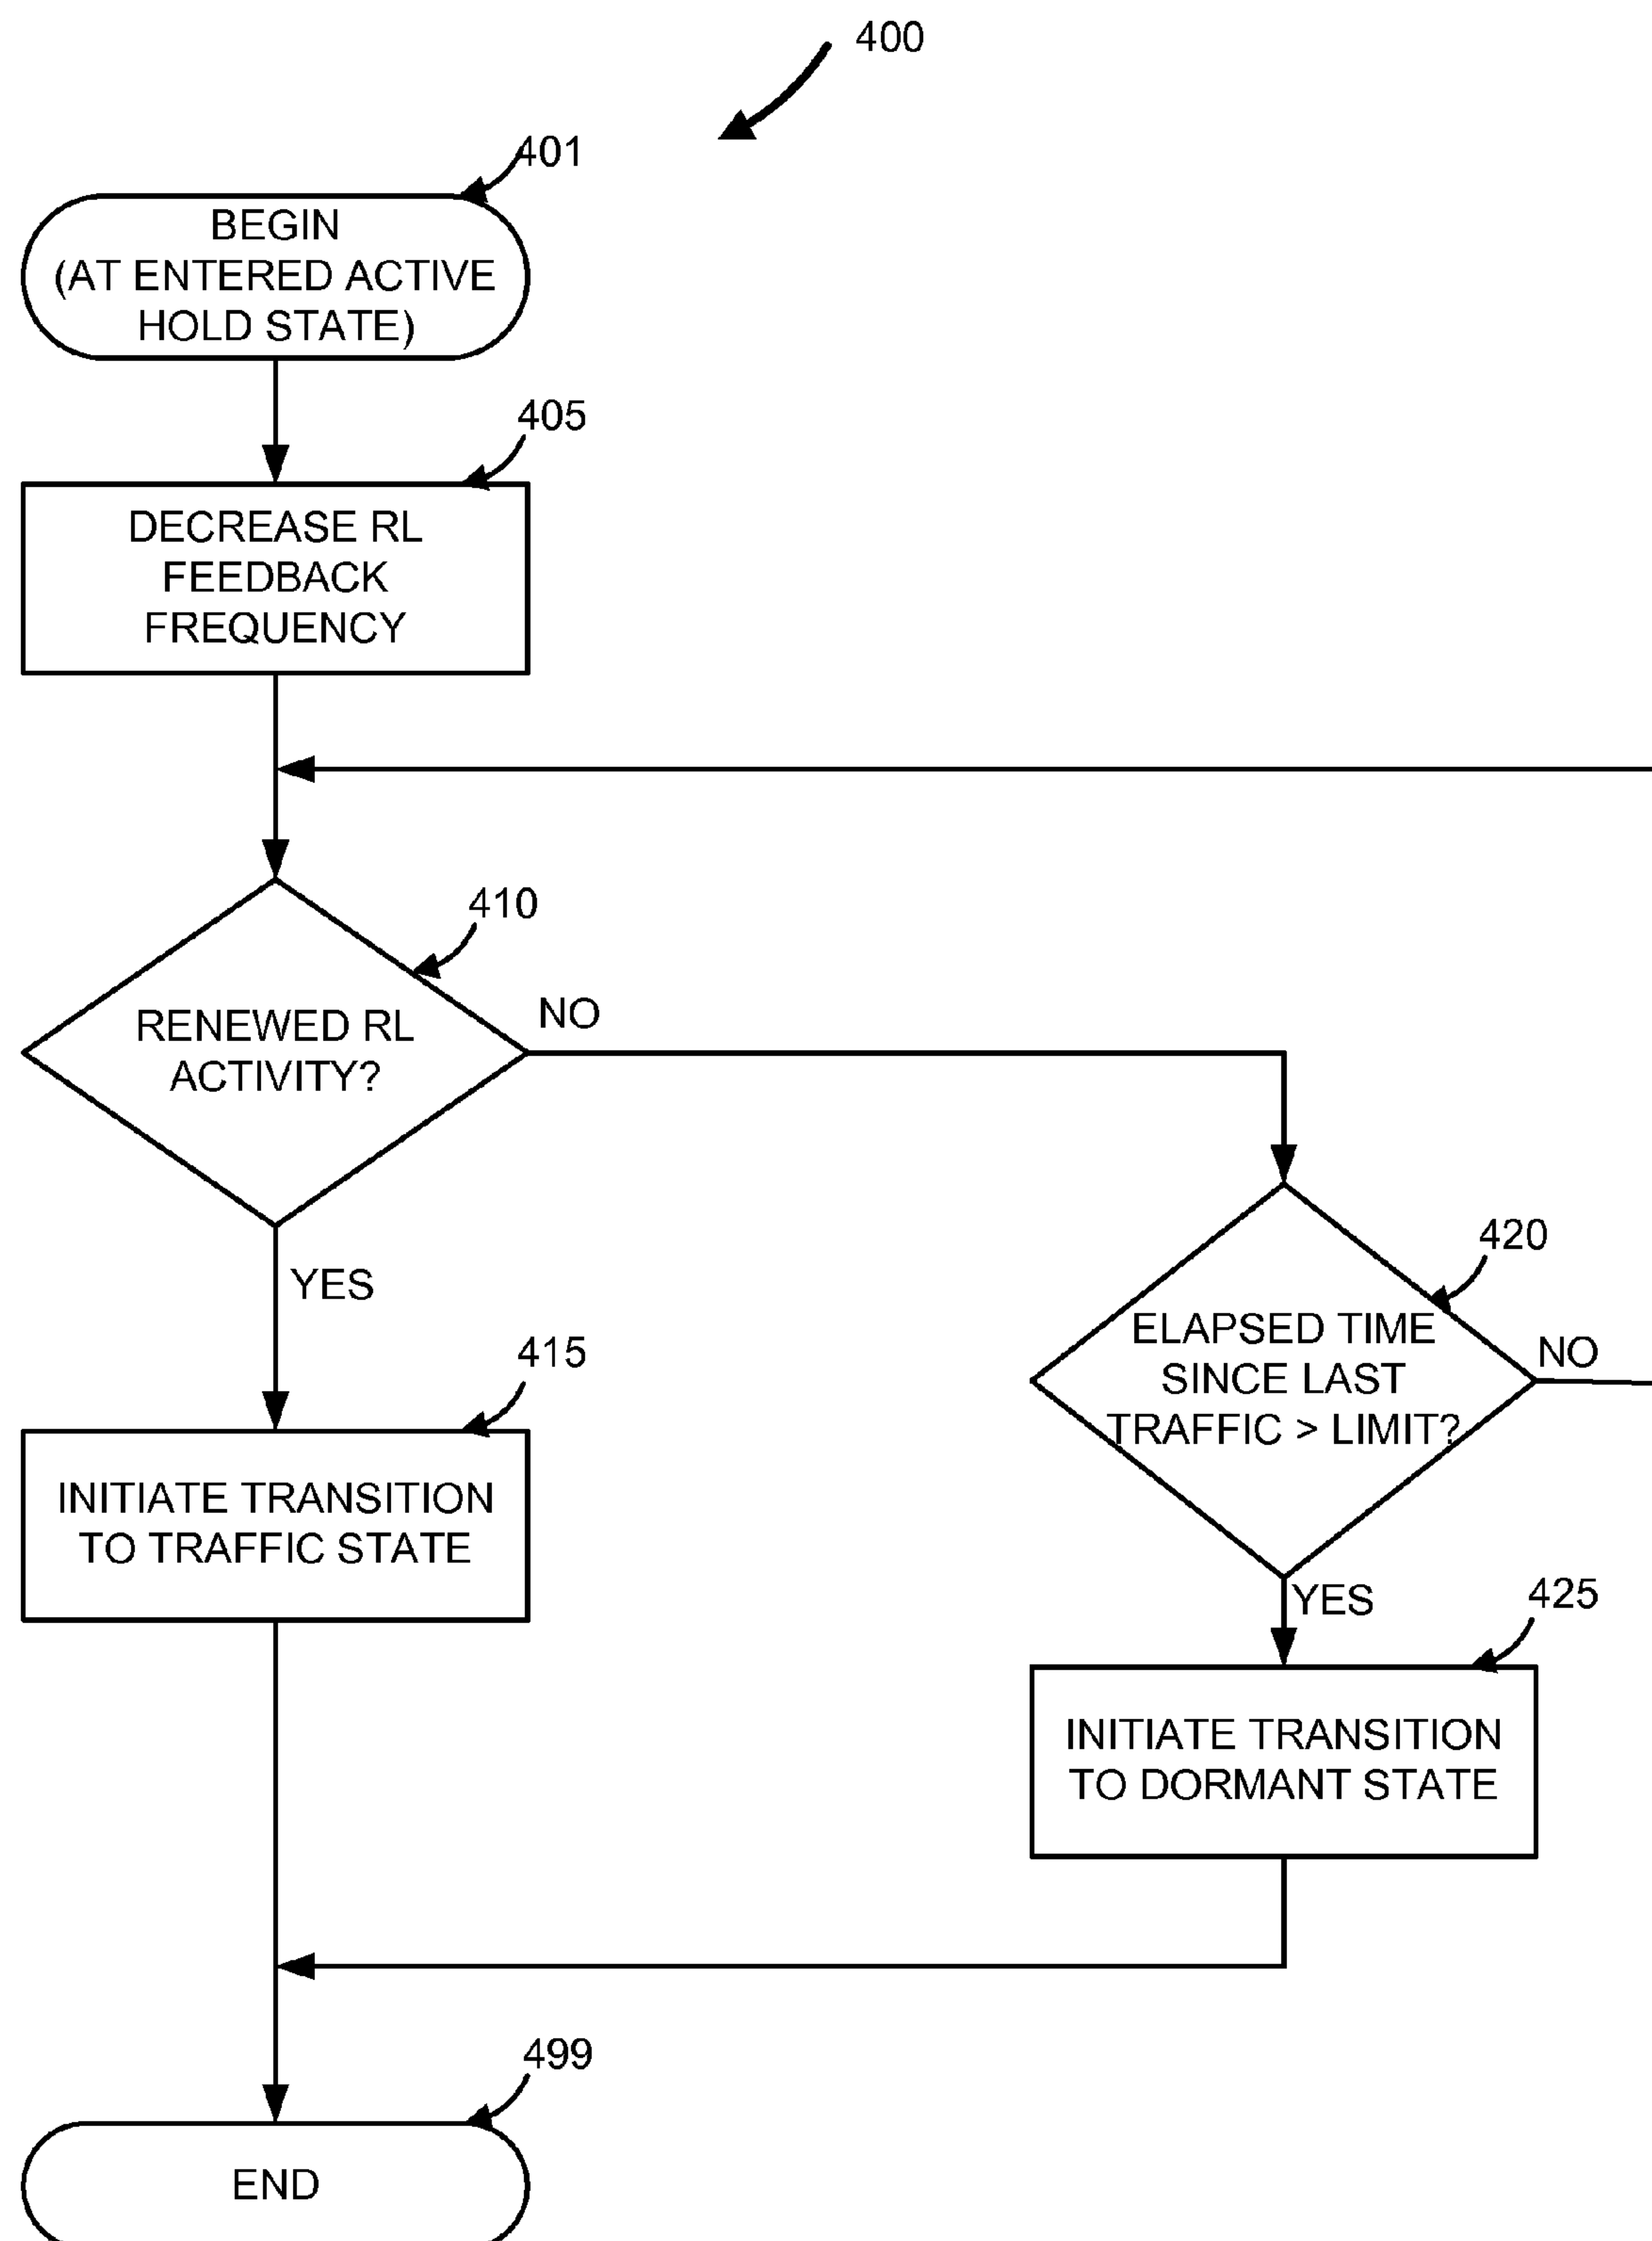 400
401
BEGIN
(AT ENTERED ACTIVE
HOLD STATE)
405
DECREASE RL
FEEDBACK
FREQUENCY
410
RENEWED RL
ACTIVITY?
NO
YES
420
ELAPSED TIME
SINCE LAST
TRAFFIC > LIMIT?
NO
YES
415
INITIATE TRANSITION
TO TRAFFIC STATE
425
INITIATE TRANSITION
TO DORMANT STATE
499
END